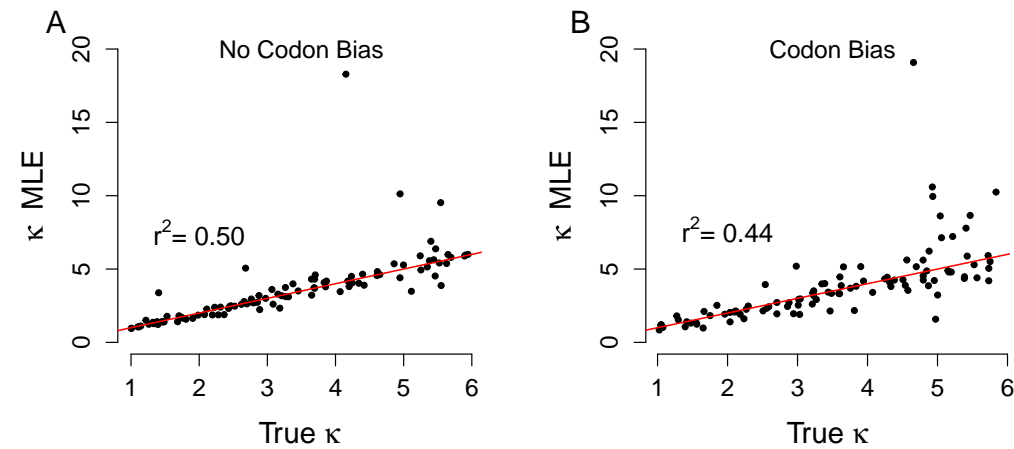 A
No Codon Bias
κ MLE
20
15
10
5
0
r²= 0.50
1 2 3 4 5 6
True κ
B
Codon Bias
κ MLE
20
15
10
5
0
r²= 0.44
1 2 3 4 5 6
True κ